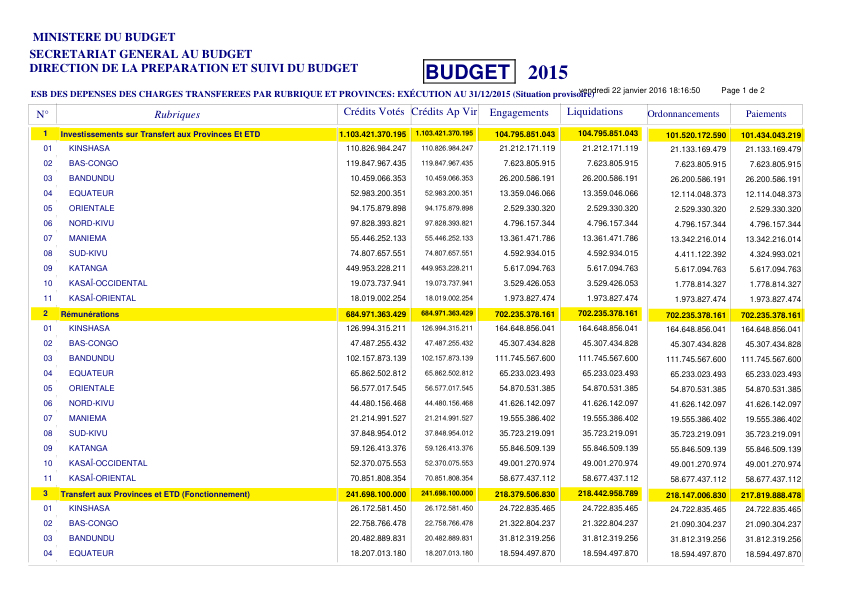 MINISTERE DU BUDGET
SECRETARIAT GENERAL AU BUDGET
DIRECTION DE LA PREPARATION ET SUIVI DU BUDGET
BUDGET 2015
ESB DES DEPENSES DES CHARGES TRANSFEREES PAR RUBRIQUE ET PROVINCES: EXÉCUTION AU 31/12/2015 (Situation provisoire) vendredi 22 janvier 2016 18:16:50 Page 1 de 2
N° Rubriques Crédits Votés Crédits Ap Vir Engagements Liquidations Ordonnancements Paiements
1 Investissements sur Transfert aux Provinces Et ETD 1.103.421.370.195 1.103.421.370.195 104.795.851.043 104.795.851.043 101.520.172.590 101.434.043.219
01 KINSHASA 110.826.984.247 110.826.984.247 21.212.171.119 21.212.171.119 21.133.169.479 21.133.169.479
02 BAS-CONGO 119.847.967.435 119.847.967.435 7.623.805.915 7.623.805.915 7.623.805.915 7.623.805.915
03 BANDUNDU 10.459.066.353 10.459.066.353 26.200.586.191 26.200.586.191 26.200.586.191 26.200.586.191
04 EQUATEUR 52.983.200.351 52.983.200.351 13.359.046.066 13.359.046.066 12.114.048.373 12.114.048.373
05 ORIENTALE 94.175.879.898 94.175.879.898 2.529.330.320 2.529.330.320 2.529.330.320 2.529.330.320
06 NORD-KIVU 97.828.393.821 97.828.393.821 4.796.157.344 4.796.157.344 4.796.157.344 4.796.157.344
07 MANIEMA 55.446.252.133 55.446.252.133 13.361.471.786 13.361.471.786 13.342.216.014 13.342.216.014
08 SUD-KIVU 74.807.657.551 74.807.657.551 4.592.934.015 4.592.934.015 4.411.122.392 4.324.993.021
09 KATANGA 449.953.228.211 449.953.228.211 5.617.094.763 5.617.094.763 5.617.094.763 5.617.094.763
10 KASAÎ-OCCIDENTAL 19.073.737.941 19.073.737.941 3.529.426.053 3.529.426.053 1.778.814.327 1.778.814.327
11 KASAÎ-ORIENTAL 18.019.002.254 18.019.002.254 1.973.827.474 1.973.827.474 1.973.827.474 1.973.827.474
2 Rémunérations 684.971.363.429 684.971.363.429 702.235.378.161 702.235.378.161 702.235.378.161 702.235.378.161
01 KINSHASA 126.994.315.211 126.994.315.211 164.648.856.041 164.648.856.041 164.648.856.041 164.648.856.041
02 BAS-CONGO 47.487.255.432 47.487.255.432 45.307.434.828 45.307.434.828 45.307.434.828 45.307.434.828
03 BANDUNDU 102.157.873.139 102.157.873.139 111.745.567.600 111.745.567.600 111.745.567.600 111.745.567.600
04 EQUATEUR 65.862.502.812 65.862.502.812 65.233.023.493 65.233.023.493 65.233.023.493 65.233.023.493
05 ORIENTALE 56.577.017.545 56.577.017.545 54.870.531.385 54.870.531.385 54.870.531.385 54.870.531.385
06 NORD-KIVU 44.480.156.468 44.480.156.468 41.626.142.097 41.626.142.097 41.626.142.097 41.626.142.097
07 MANIEMA 21.214.991.527 21.214.991.527 19.555.386.402 19.555.386.402 19.555.386.402 19.555.386.402
08 SUD-KIVU 37.848.954.012 37.848.954.012 35.723.219.091 35.723.219.091 35.723.219.091 35.723.219.091
09 KATANGA 59.126.413.376 59.126.413.376 55.846.509.139 55.846.509.139 55.846.509.139 55.846.509.139
10 KASAÎ-OCCIDENTAL 52.370.075.553 52.370.075.553 49.001.270.974 49.001.270.974 49.001.270.974 49.001.270.974
11 KASAÎ-ORIENTAL 70.851.808.354 70.851.808.354 58.677.437.112 58.677.437.112 58.677.437.112 58.677.437.112
3 Transfert aux Provinces et ETD (Fonctionnement) 241.698.100.000 241.698.100.000 218.379.506.830 218.442.958.789 218.147.006.830 217.819.888.478
01 KINSHASA 26.172.581.450 26.172.581.450 24.722.835.465 24.722.835.465 24.722.835.465 24.722.835.465
02 BAS-CONGO 22.758.766.478 22.758.766.478 21.322.804.237 21.322.804.237 21.090.304.237 21.090.304.237
03 BANDUNDU 20.482.889.831 20.482.889.831 31.812.319.256 31.812.319.256 31.812.319.256 31.812.319.256
04 EQUATEUR 18.207.013.180 18.207.013.180 18.594.497.870 18.594.497.870 18.594.497.870 18.594.497.870